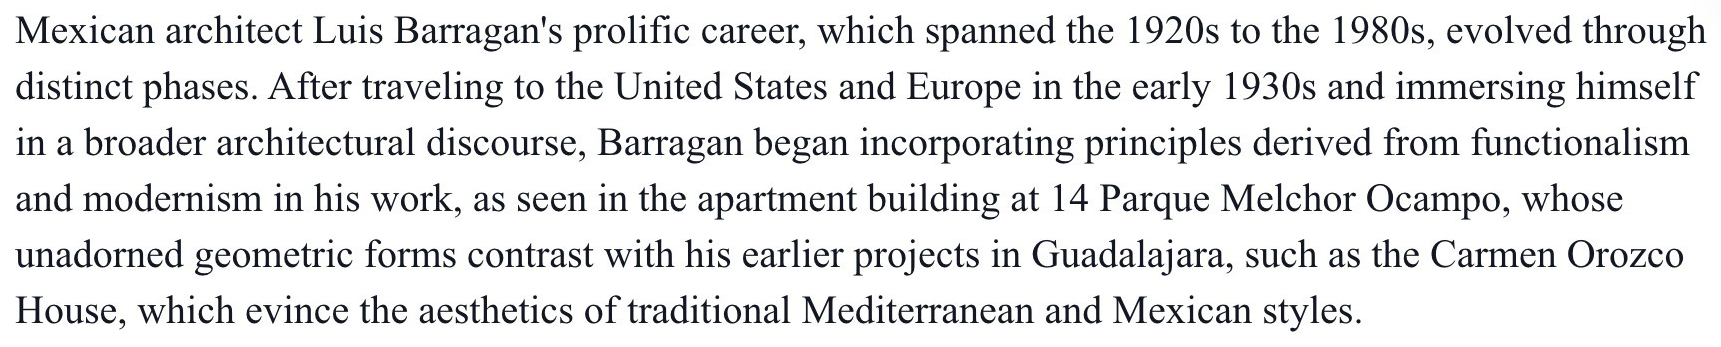 Mexican architect Luis Barragan's prolific career, which spanned the 1920s to the 1980s, evolved through
distinct phases. After traveling to the United States and Europe in the early 1930s and immersing himself
in a broader architectural discourse, Barragan began incorporating principles derived from functionalism
and modernism in his work, as seen in the apartment building at 14 Parque Melchor Ocampo, whose
unadorned geometric forms contrast with his earlier projects in Guadalajara, such as the Carmen Orozco
House, which evince the aesthetics of traditional Mediterranean and Mexican styles.